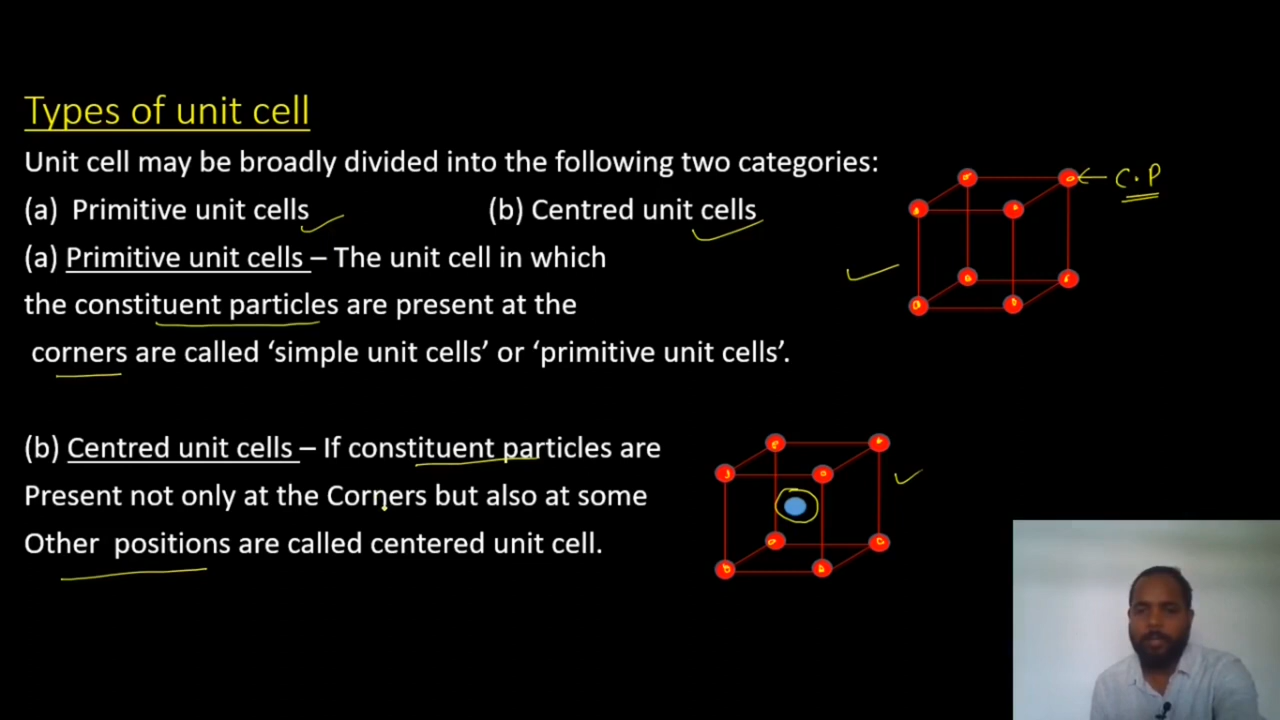 Types of unit cell
Unit cell may be broadly divided into the following two categories:
(a) Primitive unit cells
(b) Centred unit cells
(a) Primitive unit cells – The unit cell in which
the constituent particles are present at the
corners are called ‘simple unit cells’ or ‘primitive unit cells’.
C.P
(b) Centred unit cells – If constituent particles are
Present not only at the Corners but also at some
Other positions are called centered unit cell.